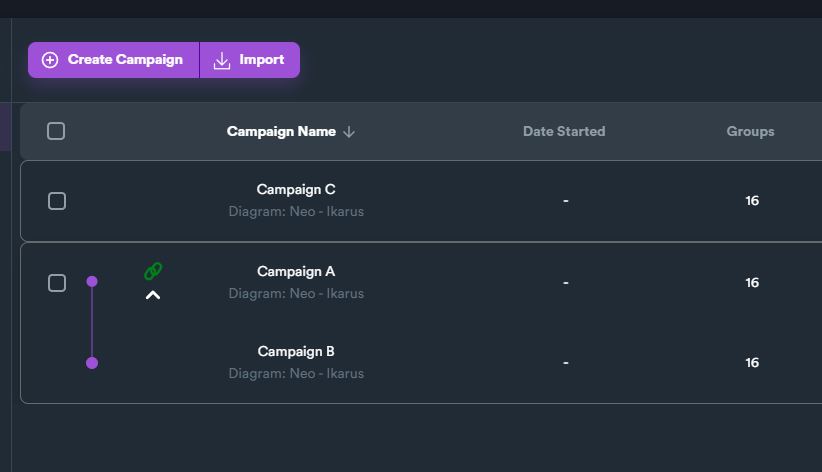 Create Campaign Import
Campaign Name Date Started Groups
Campaign C
Diagram: Neo - Ikarus
- 16
Campaign A
Diagram: Neo - Ikarus
- 16
Campaign B
Diagram: Neo - Ikarus
- 16